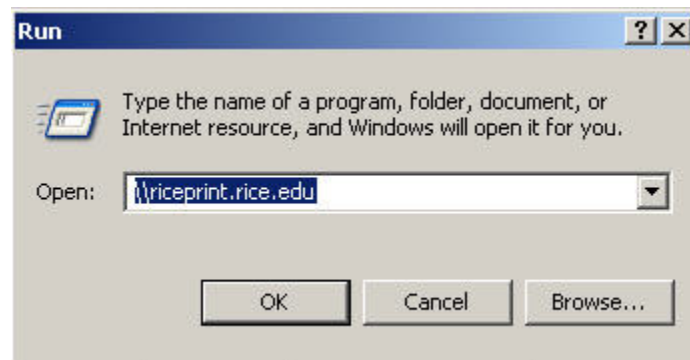 Run
Type the name of a program, folder, document, or
Internet resource, and Windows will open it for you.
Open: \\riceprint.rice.edu
OK Cancel Browse...